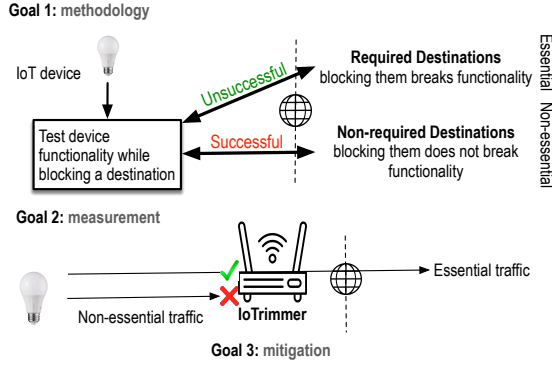 Goal 1: methodology
IoT device
Test device
functionality while
blocking a destination
Unsuccessful
Successful
Required Destinations
blocking them breaks functionality
Non-required Destinations
blocking them does not break
functionality
Essential Non-essential
Goal 2: measurement
Essential traffic
Non-essential traffic
IoTrimmer
Goal 3: mitigation